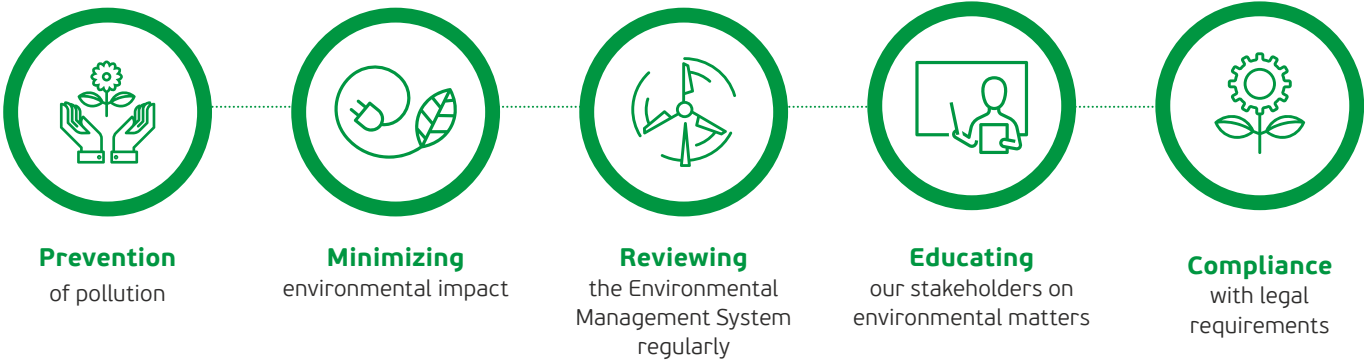 Prevention
of pollution
Minimizing
environmental impact
Reviewing
the Environmental
Management System
regularly
Educating
our stakeholders on
environmental matters
Compliance
with legal
requirements